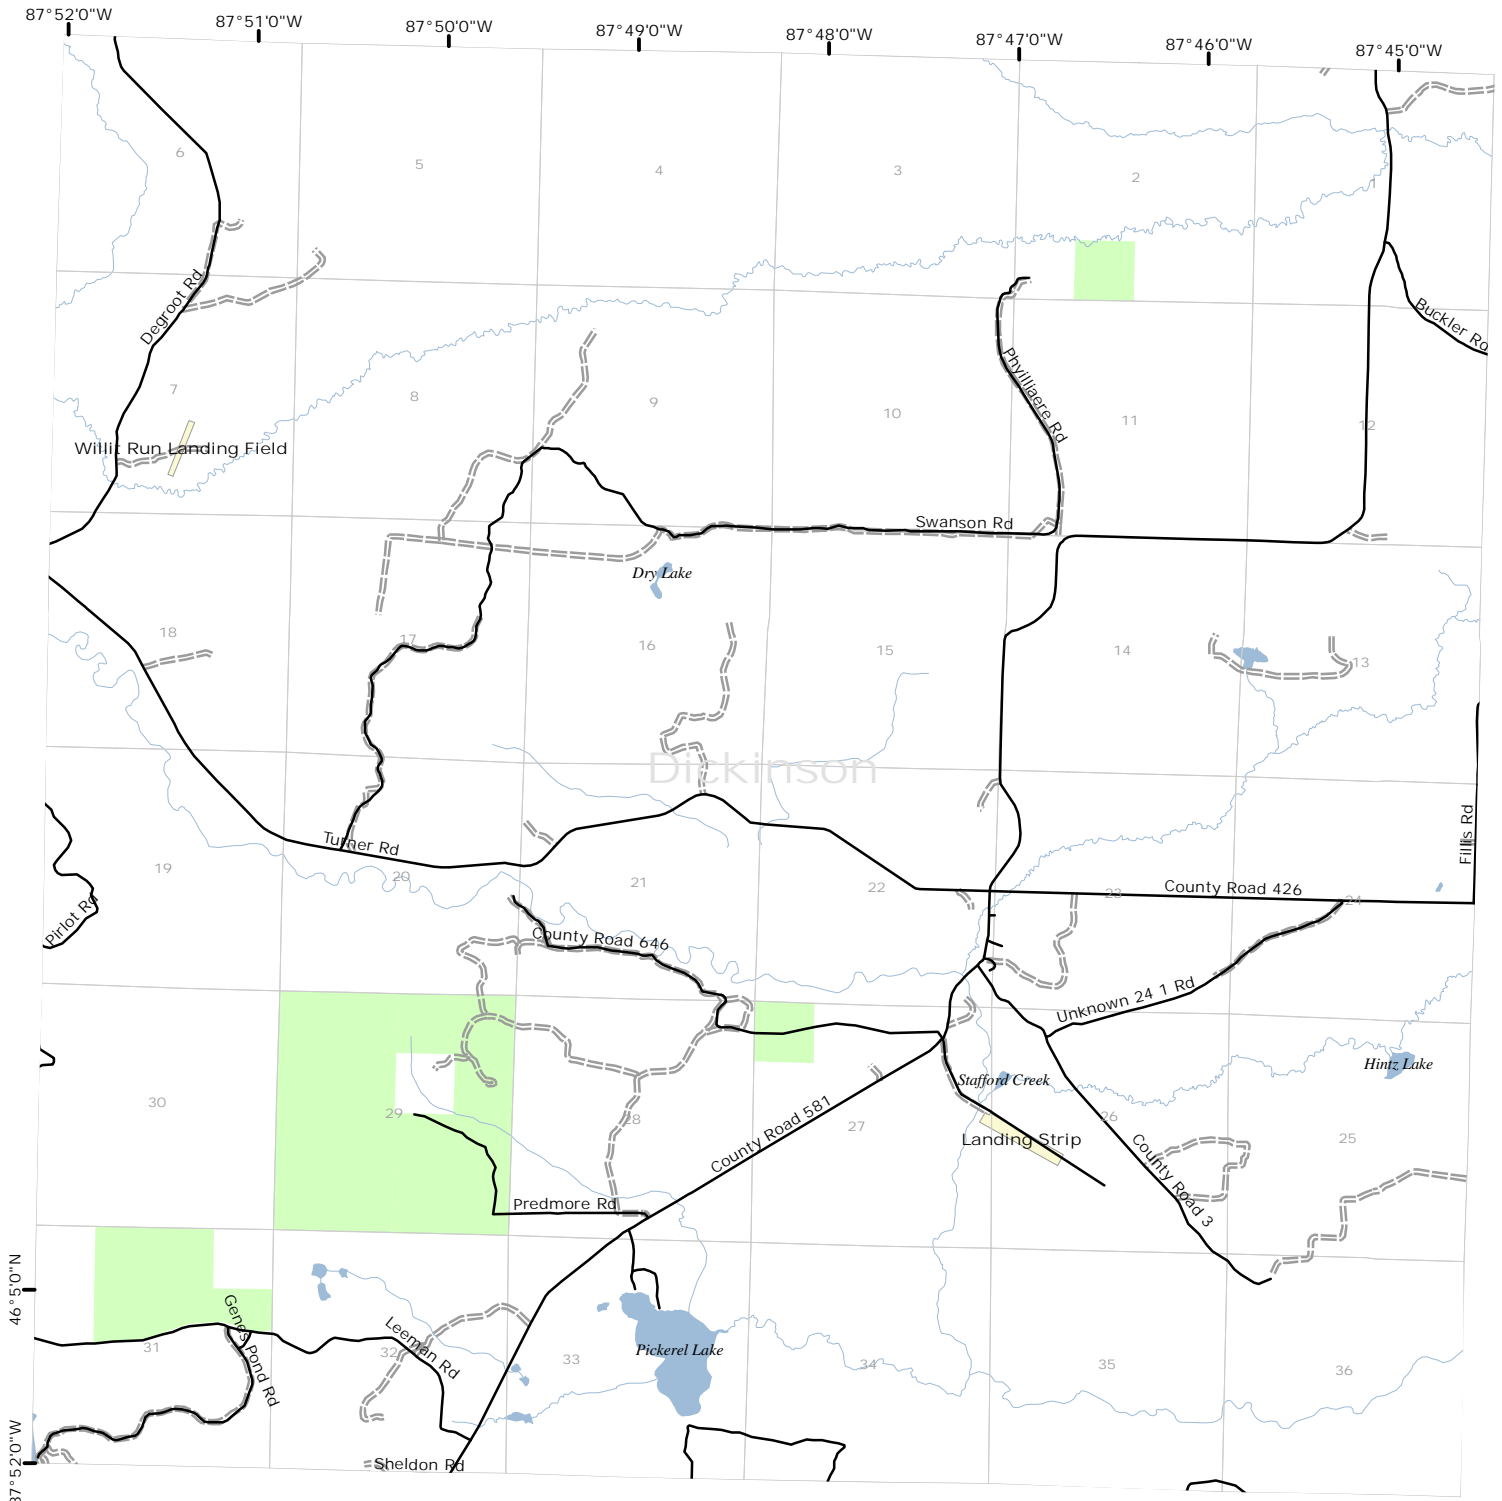 87°52'0"W
87°51'0"W
87°50'0"W
87°49'0"W
87°48'0"W
87°47'0"W
87°46'0"W
87°45'0"W
6
5
4
3
2
1
Degroot Rd
Buckler Rd
Phyilliaere Rd
7
8
9
10
11
12
Willit Run Landing Field
Swanson Rd
Dry Lake
18
17
16
15
14
13
Dickinson
Turner Rd
Fillis Rd
19
20
21
22
23
24
County Road 426
Pirlot Rd
County Road 646
Unknown 24 1 Rd
Hintz Lake
Stafford Creek
30
29
28
27
26
25
County Road 581
Landing Strip
County Road 3
Predmore Rd
46°5'0"N
Genes Pond Rd
Leeman Rd
Pickerel Lake
31
32
33
34
35
36
Sheldon Rd
87°52'0"W